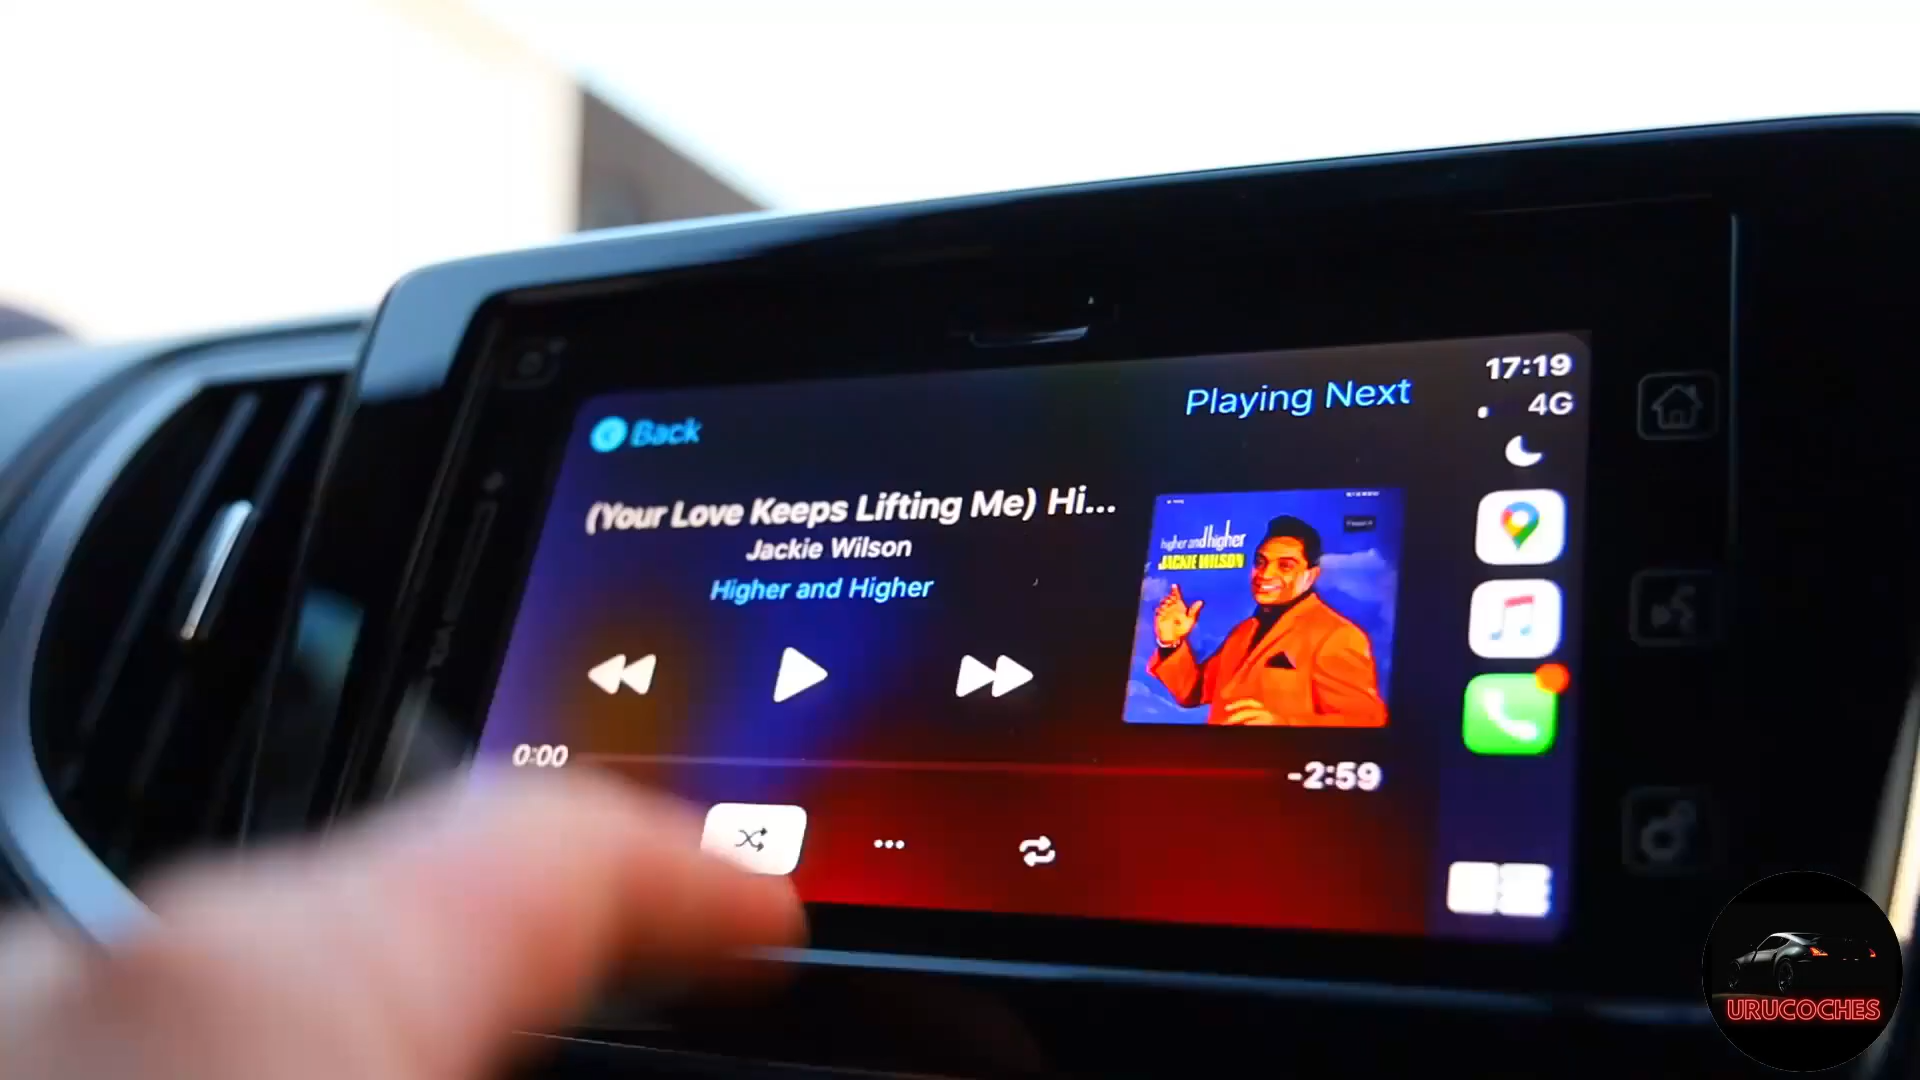 17:19
4G
Playing Next
Back
(Your Love Keeps Lifting Me) Hi...
Jackie Wilson
Higher and Higher
higher and higher
JACKIE WILSON
0:00
-2:59
URUCOCHES